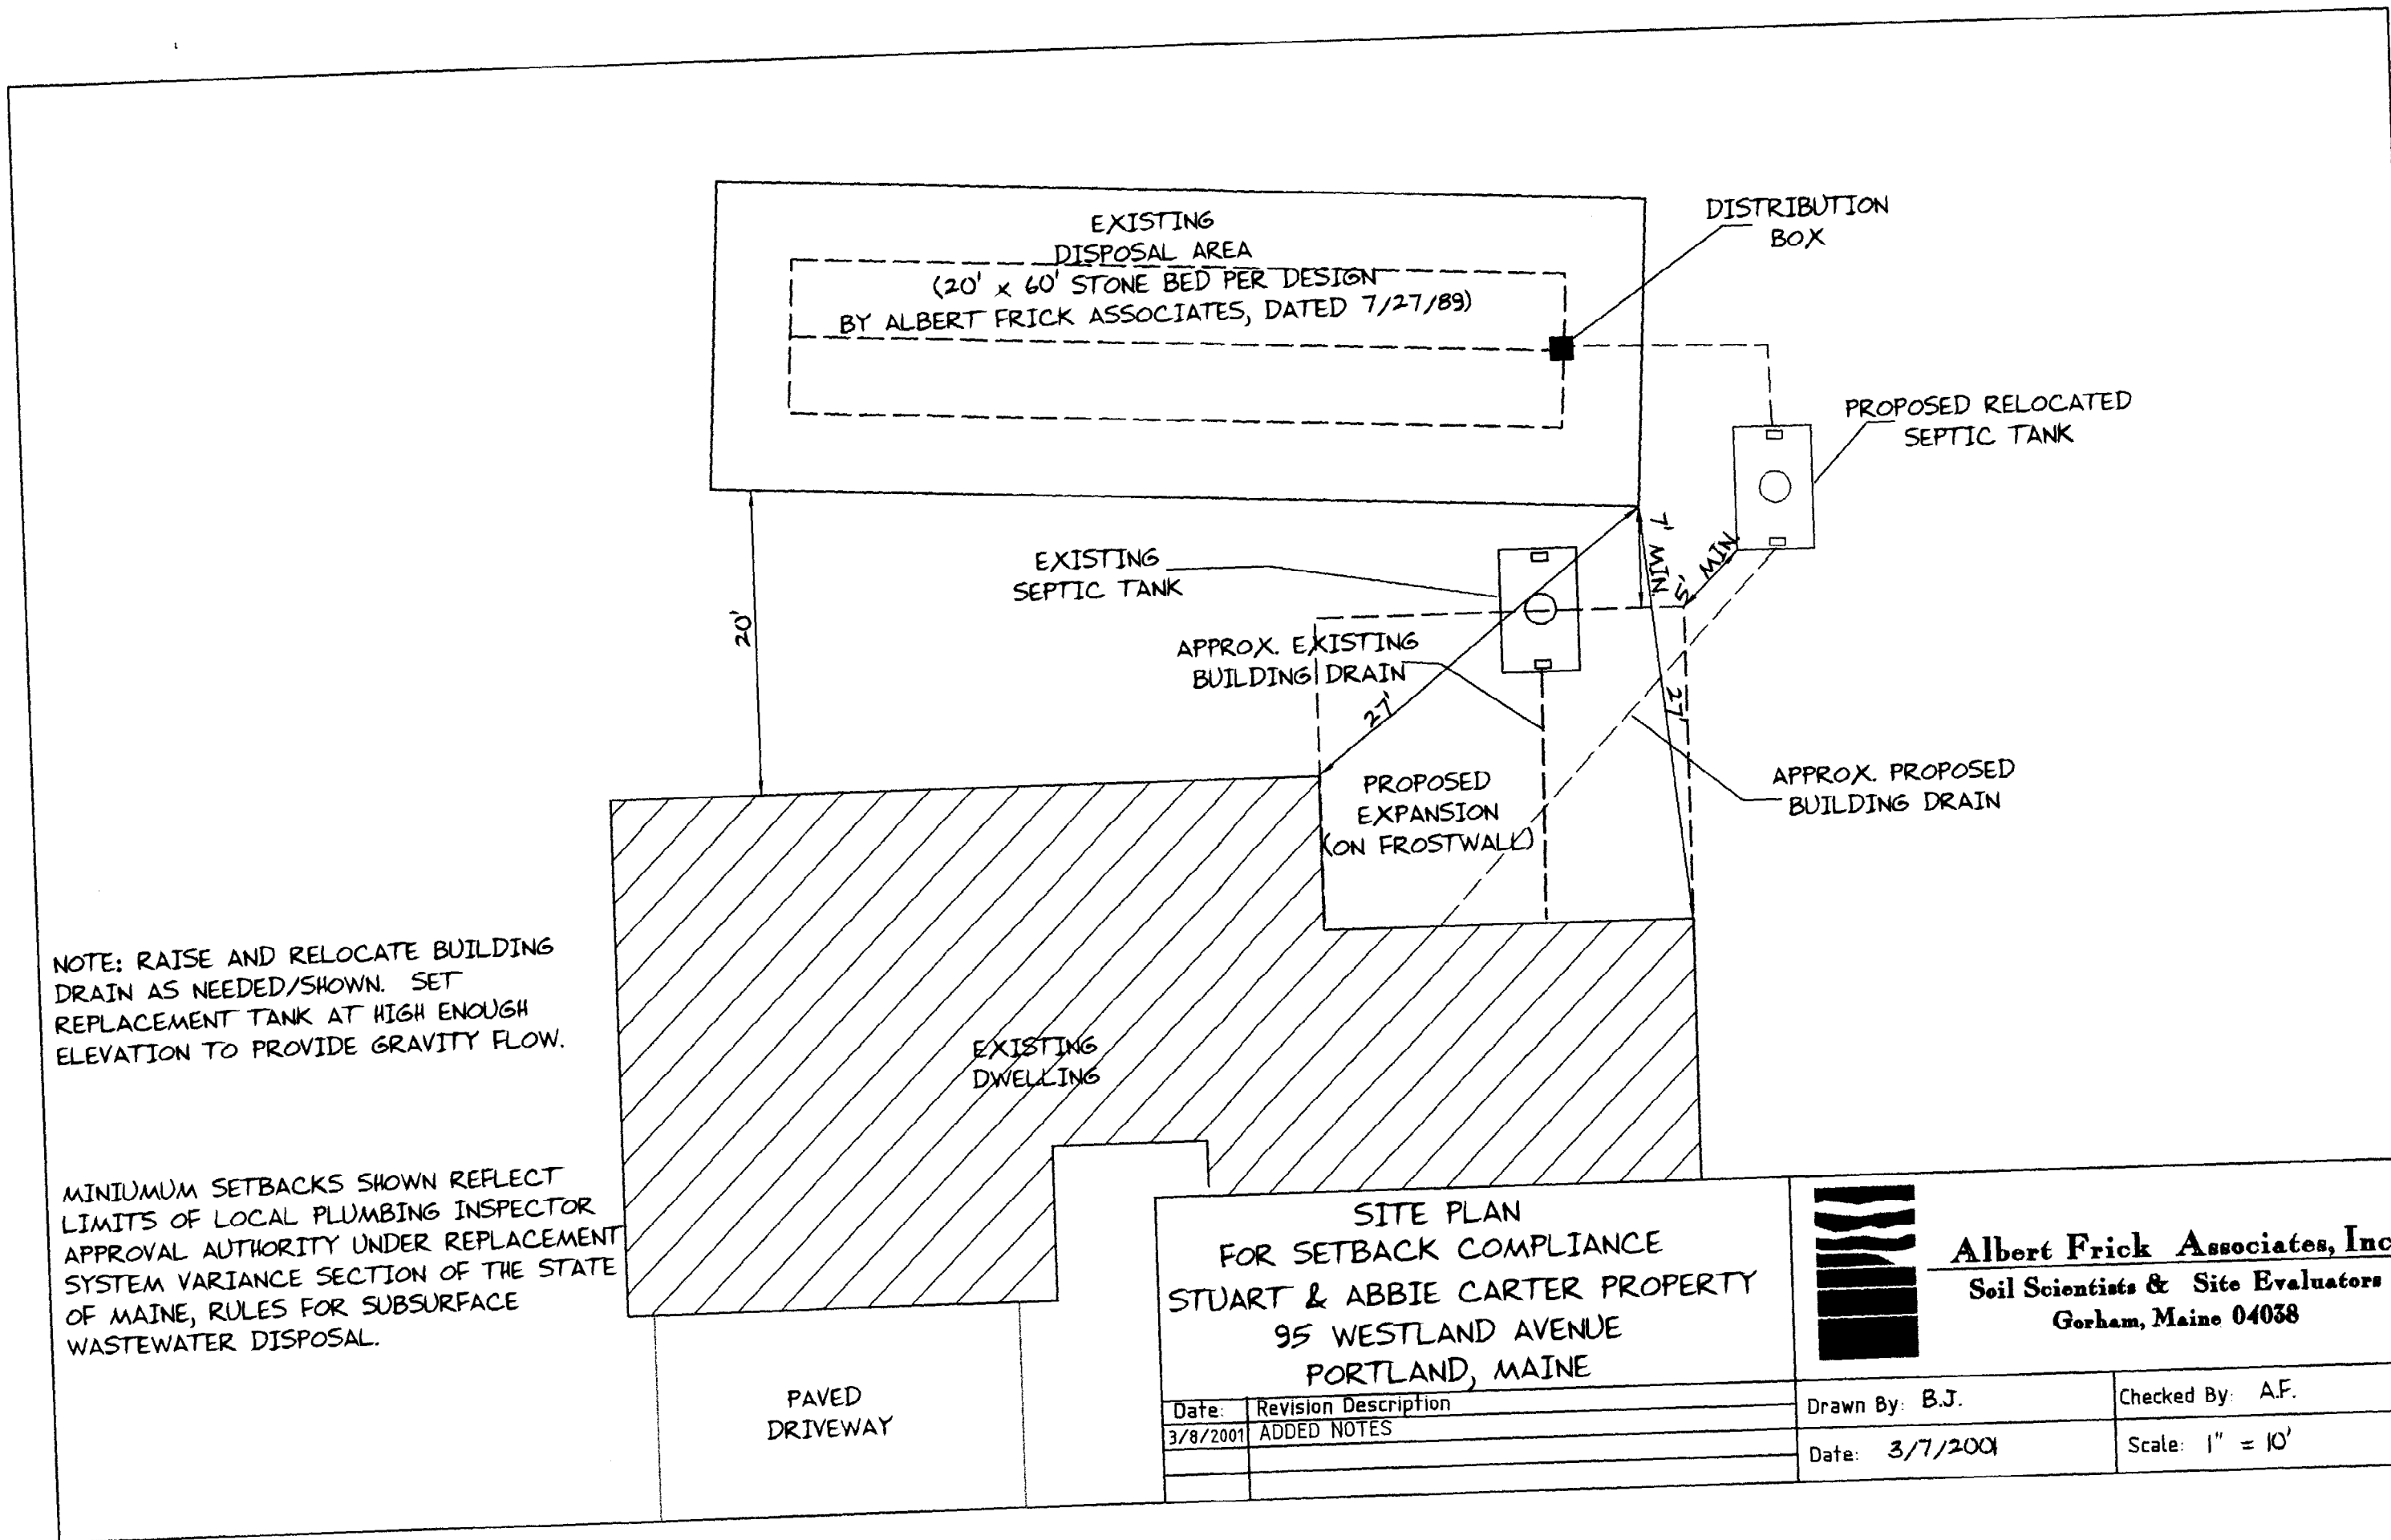 EXISTING
DISPOSAL AREA
(20' x 60' STONE BED PER DESIGN
BY ALBERT FRICK ASSOCIATES, DATED 7/27/89)
DISTRIBUTION
BOX
PROPOSED RELOCATED
SEPTIC TANK
EXISTING
SEPTIC TANK
7' MIN.
5' MIN
20'
APPROX. EXISTING
BUILDING DRAIN
27'
27'
PROPOSED
EXPANSION
(ON FROSTWALL)
APPROX. PROPOSED
BUILDING DRAIN
NOTE: RAISE AND RELOCATE BUILDING
DRAIN AS NEEDED/SHOWN. SET
REPLACEMENT TANK AT HIGH ENOUGH
ELEVATION TO PROVIDE GRAVITY FLOW.
EXISTING
DWELLING
MINIUMUM SETBACKS SHOWN REFLECT
LIMITS OF LOCAL PLUMBING INSPECTOR
APPROVAL AUTHORITY UNDER REPLACEMENT
SYSTEM VARIANCE SECTION OF THE STATE
OF MAINE, RULES FOR SUBSURFACE
WASTEWATER DISPOSAL.
PAVED
DRIVEWAY
SITE PLAN
FOR SETBACK COMPLIANCE
STUART & ABBIE CARTER PROPERTY
95 WESTLAND AVENUE
PORTLAND, MAINE
Date: Revision Description
3/8/2001 ADDED NOTES
Albert Frick Associates, Inc
Soil Scientists & Site Evaluators
Gorham, Maine 04038
Drawn By: B.J.
Checked By: A.F.
Date: 3/7/2001
Scale: 1" = 10'